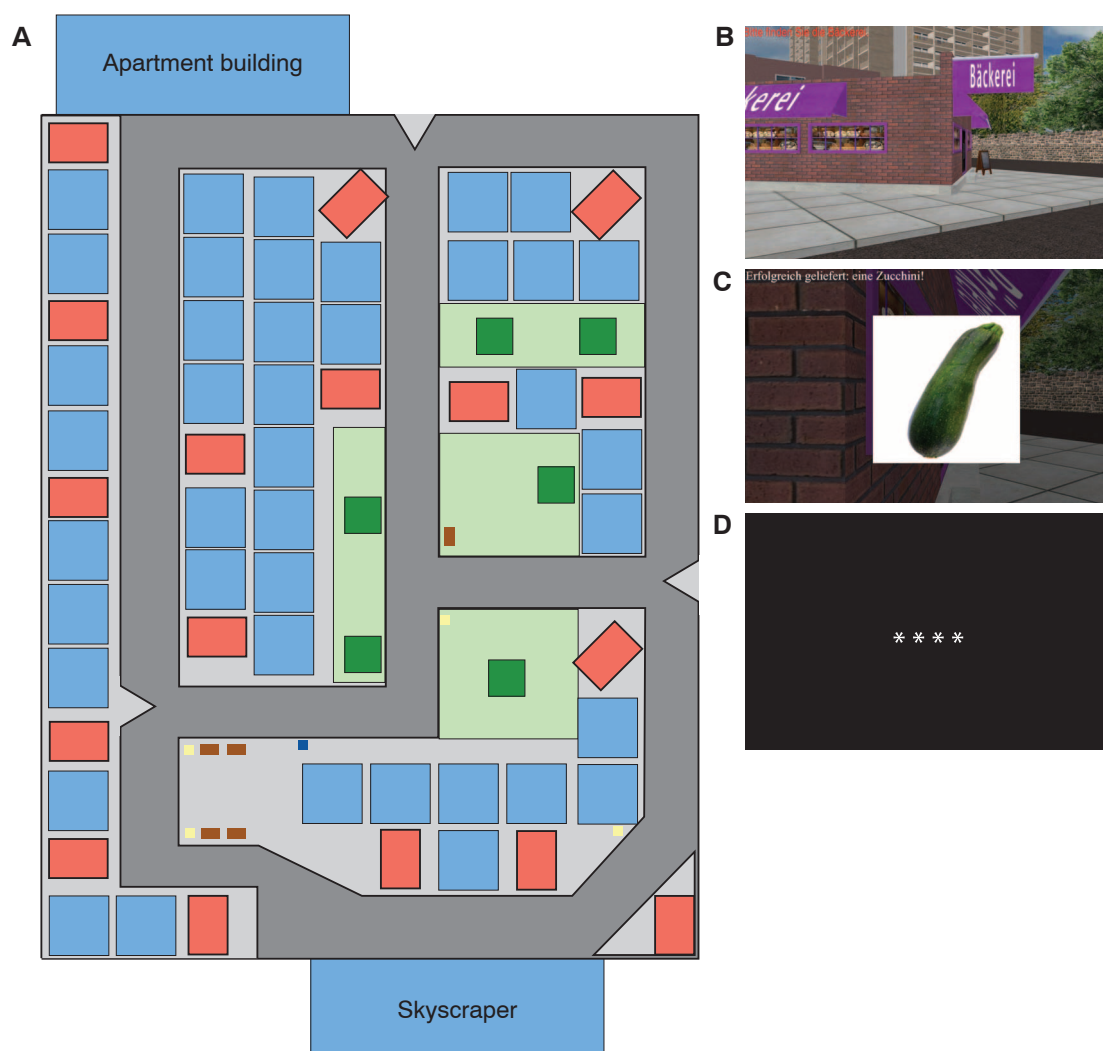 A
Apartment building
Skyscraper
B
Bäckerei
kerei
C
Erfolgreich geliefert: eine Zucchini!
D
* * * *